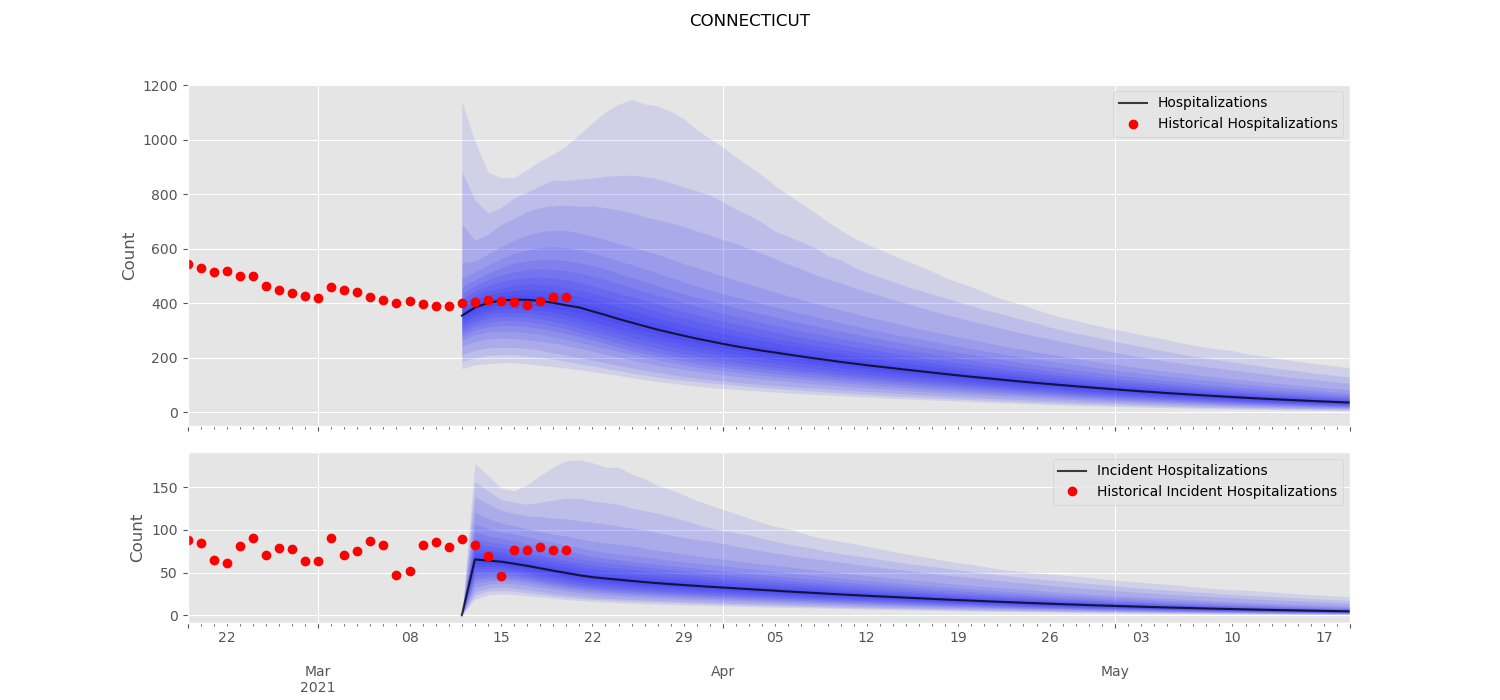 CONNECTICUT
1200
1000
800
600
400
200
0
Count
Hospitalizations
Historical Hospitalizations
150
100
50
0
Count
Incident Hospitalizations
Historical Incident Hospitalizations
22 08 15 22 29 05 12 19 26 03 10 17
Mar Apr May
2021